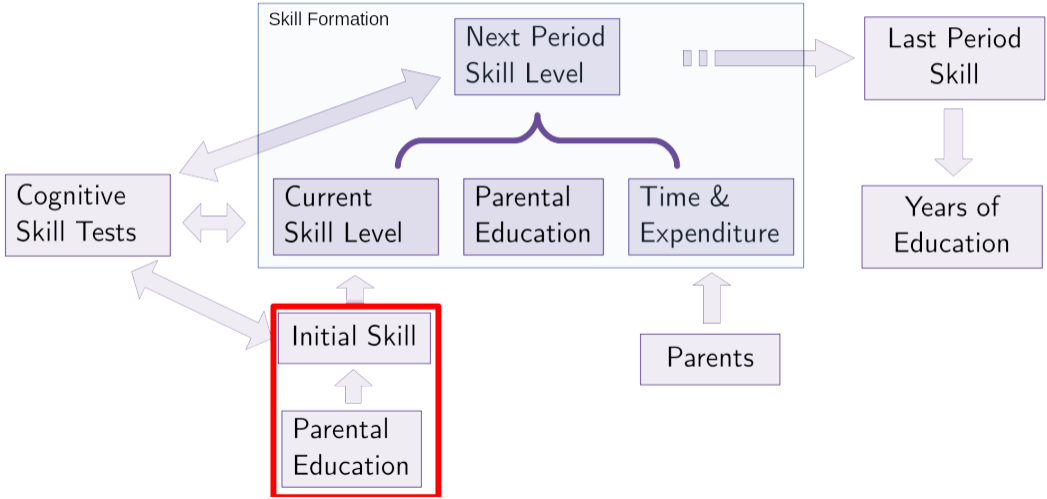 Skill Formation
Next Period
Skill Level
Last Period
Skill
Cognitive
Skill Tests
Current
Skill Level
Parental
Education
Time &
Expenditure
Years of
Education
Initial Skill
Parents
Parental
Education